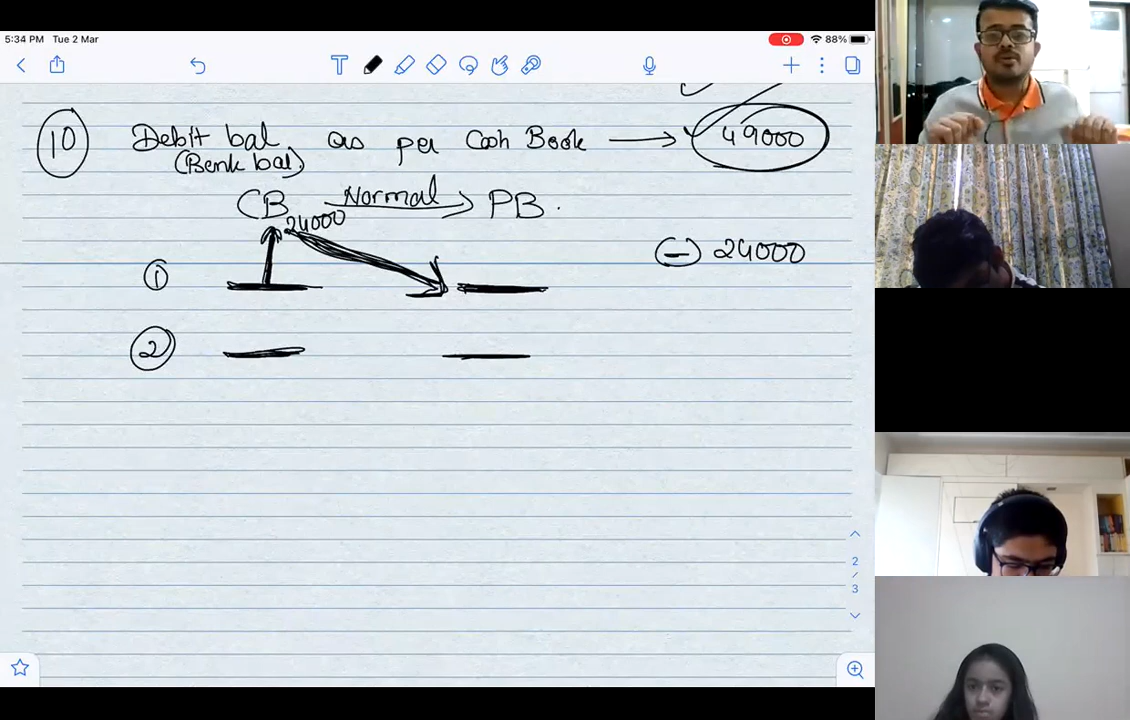 5:34 PM Tue 2 Mar
88%
10 Debit bal as per Cash Book → 49000
(Bank bal)
CB Normal PB.
24000
(-) 24000
1
2
2
/
3